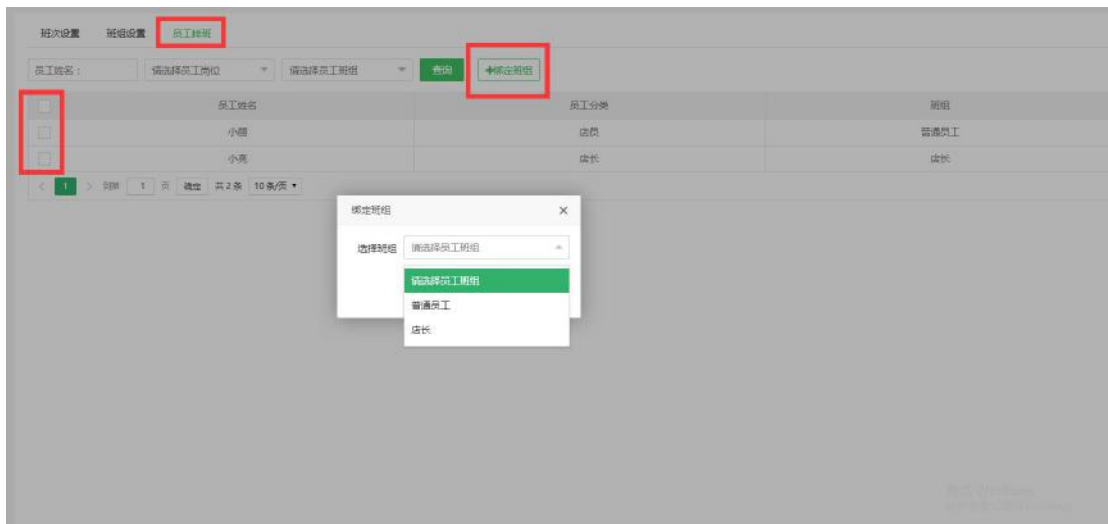 班次设置 班组设置 员工排班
员工姓名： 请选择员工岗位 请选择员工班组 查询 +绑定班组
员工姓名 员工分类 班组
小丽 店员 普通员工
小亮 店长 店长
< 1 > 到第 1 页 确定 共 2 条 10 条/页
绑定班组
选择班组 请选择员工班组
请选择员工班组
普通员工
店长